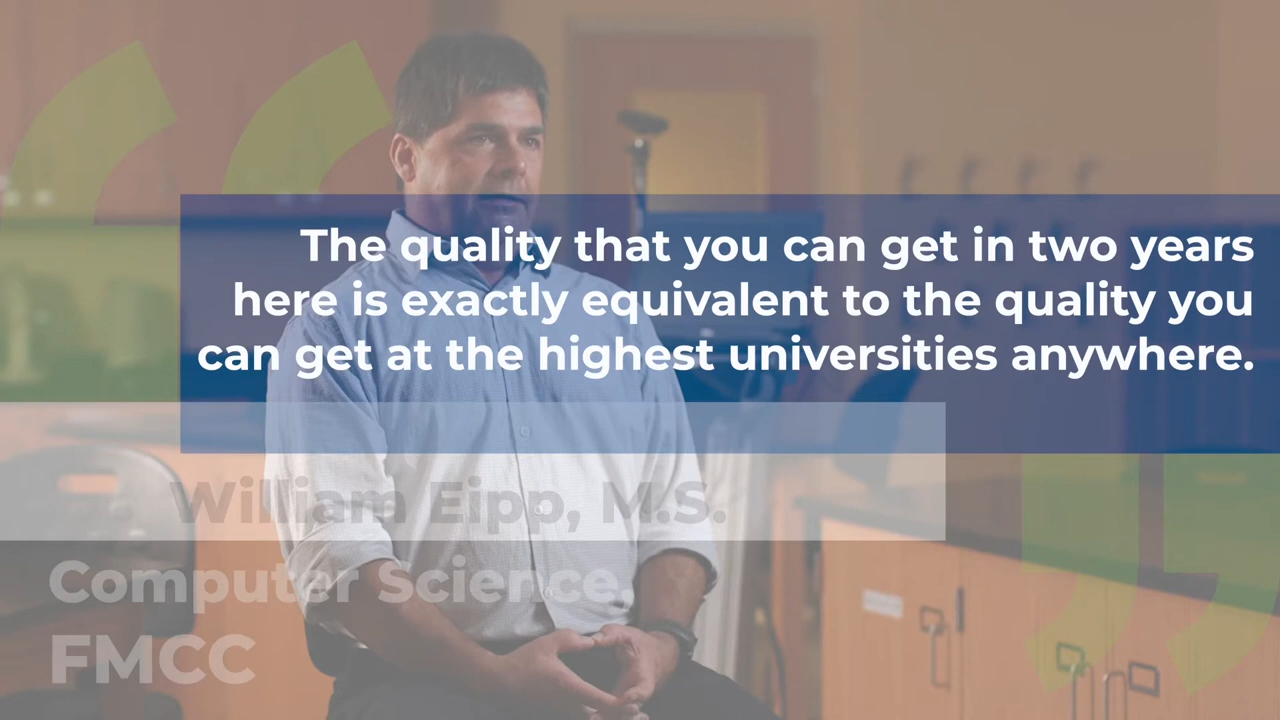 The quality that you can get in two years
here is exactly equivalent to the quality you
can get at the highest universities anywhere.
William Eipp, M.S.
Computer Science,
FMCC